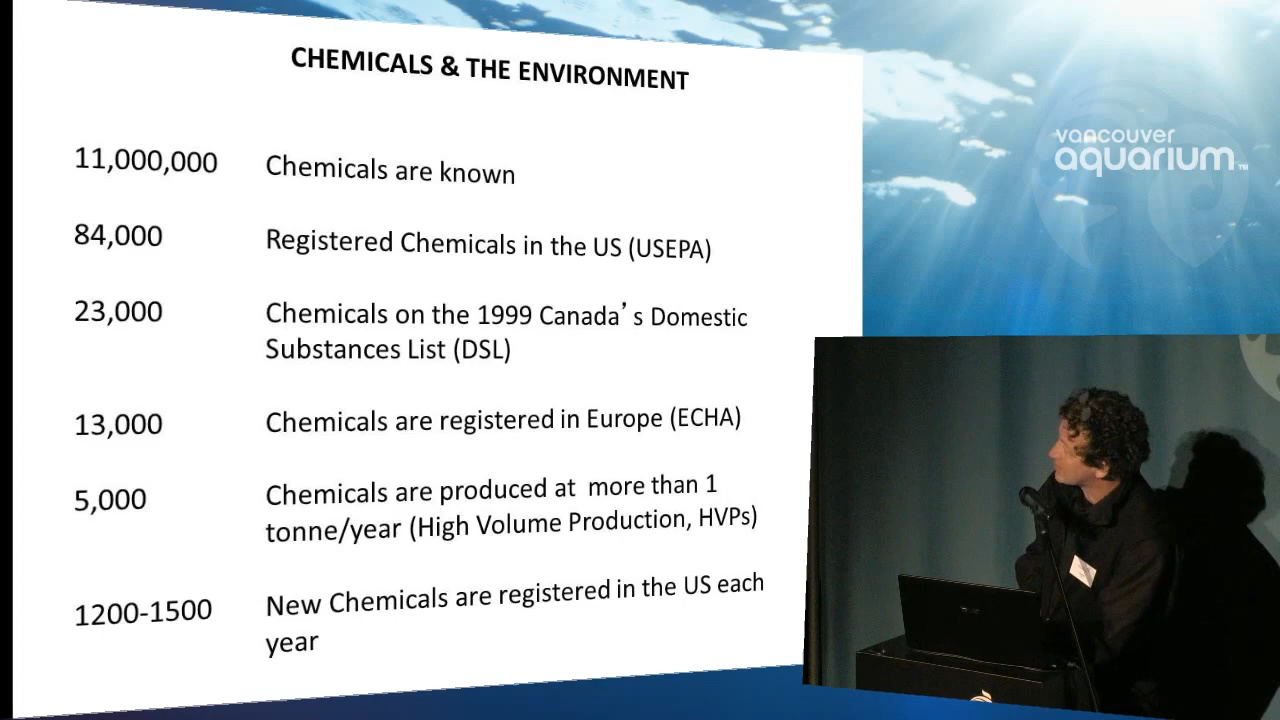 CHEMICALS & THE ENVIRONMENT
11,000,000 Chemicals are known
84,000 Registered Chemicals in the US (USEPA)
23,000 Chemicals on the 1999 Canada’ s Domestic
Substances List (DSL)
13,000 Chemicals are registered in Europe (ECHA)
5,000 Chemicals are produced at more than 1
tonne/year (High Volume Production, HVPs)
1200-1500 New Chemicals are registered in the US each
year
vancouver
aquarium™